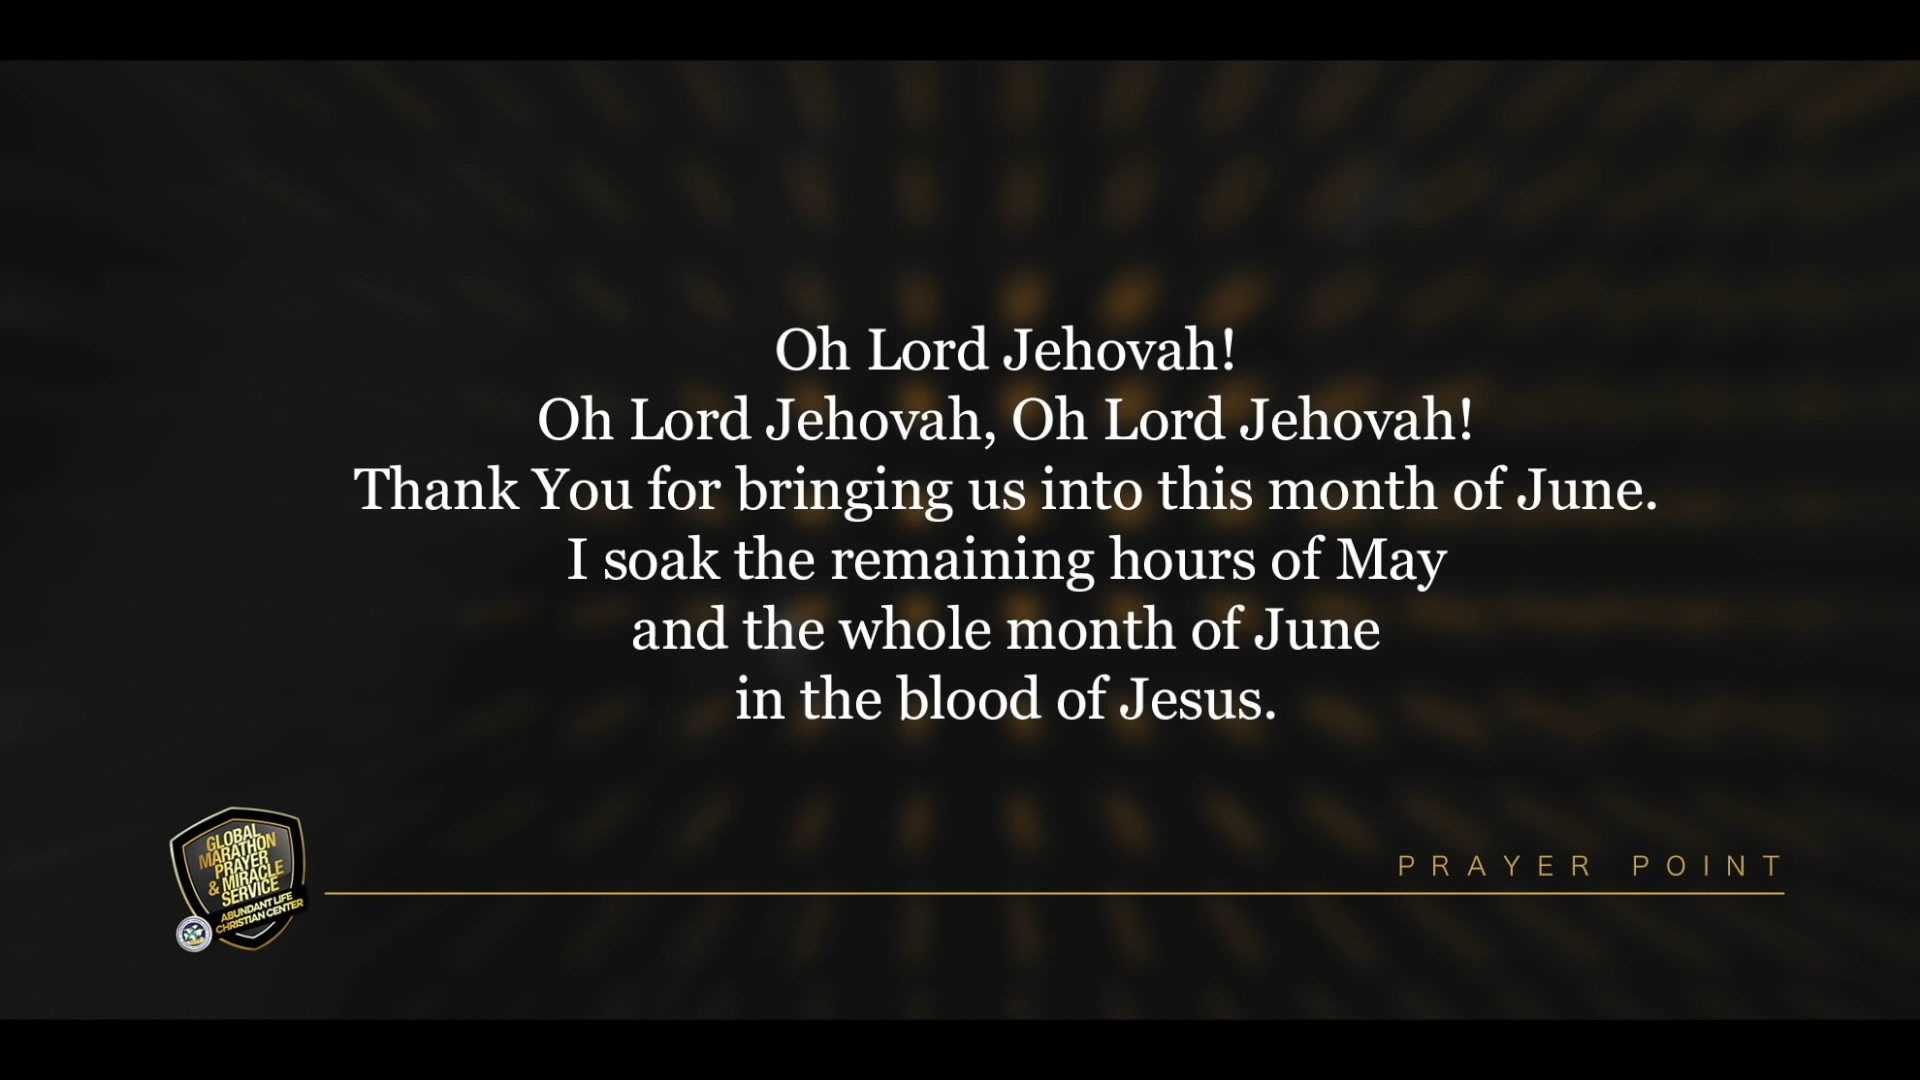 Oh Lord Jehovah!
Oh Lord Jehovah, Oh Lord Jehovah!
Thank You for bringing us into this month of June.
I soak the remaining hours of May
and the whole month of June
in the blood of Jesus.
PRAYER POINT
GLOBAL
MARATHON
PRAYER
& MIRACLE
SERVICE
ABUNDANT LIFE
CHRISTIAN CENTER